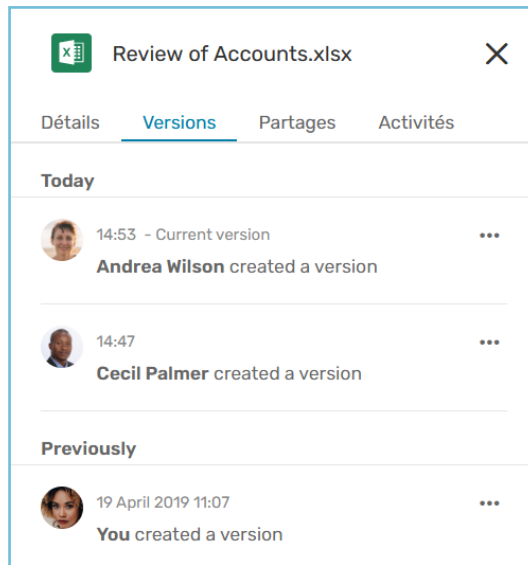 Review of Accounts.xlsx
Détails Versions Partages Activités
Today
14:53 - Current version
Andrea Wilson created a version
14:47
Cecil Palmer created a version
Previously
19 April 2019 11:07
You created a version